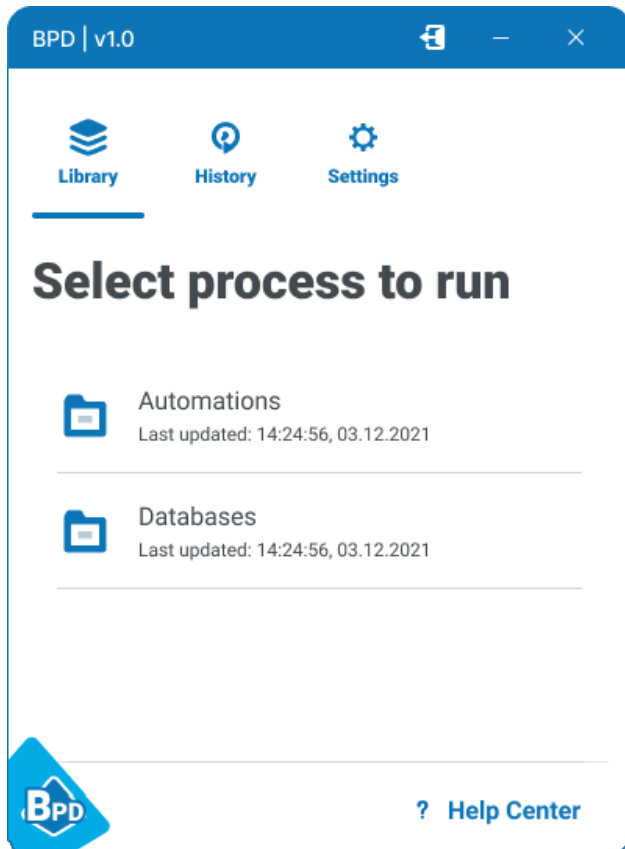 BPD | v1.0
Library
History
Settings
Select process to run
Automations
Last updated: 14:24:56, 03.12.2021
Databases
Last updated: 14:24:56, 03.12.2021
BPD
? Help Center